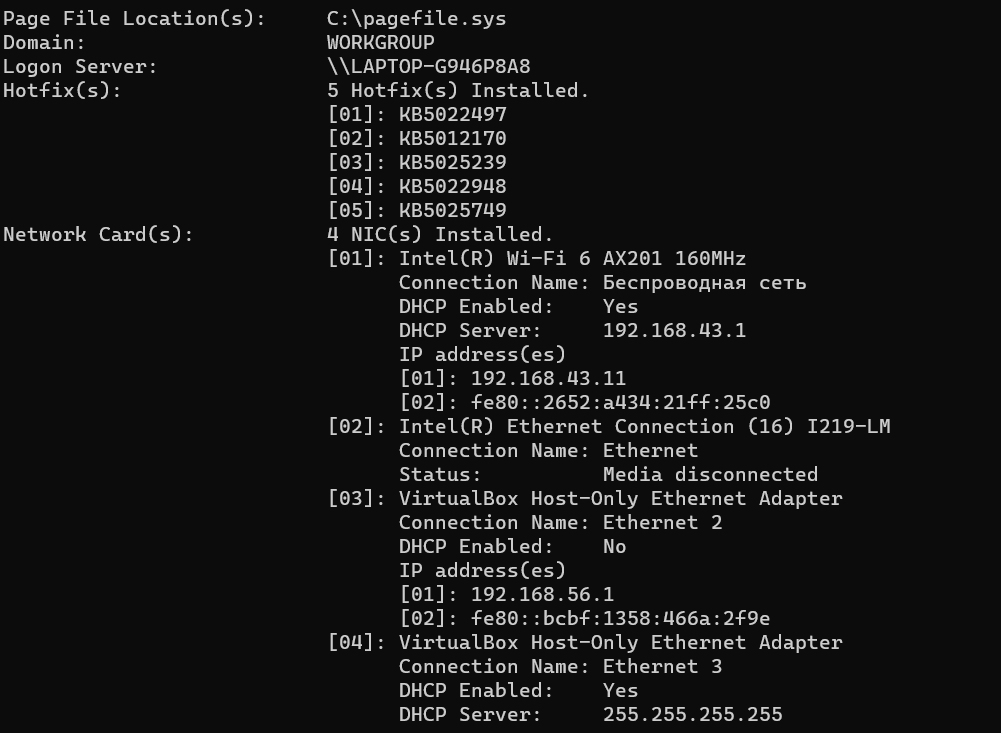 Page File Location(s):     C:\pagefile.sys
Domain:                    WORKGROUP
Logon Server:              \\LAPTOP-G946P8A8
Hotfix(s):                 5 Hotfix(s) Installed.
                           [01]: KB5022497
                           [02]: KB5012170
                           [03]: KB5025239
                           [04]: KB5022948
                           [05]: KB5025749
Network Card(s):           4 NIC(s) Installed.
                           [01]: Intel(R) Wi-Fi 6 AX201 160MHz
                                 Connection Name: Беспроводная сеть
                                 DHCP Enabled:    Yes
                                 DHCP Server:     192.168.43.1
                                 IP address(es)
                                 [01]: 192.168.43.11
                                 [02]: fe80::2652:a434:21ff:25c0
                           [02]: Intel(R) Ethernet Connection (16) I219-LM
                                 Connection Name: Ethernet
                                 Status:          Media disconnected
                           [03]: VirtualBox Host-Only Ethernet Adapter
                                 Connection Name: Ethernet 2
                                 DHCP Enabled:    No
                                 IP address(es)
                                 [01]: 192.168.56.1
                                 [02]: fe80::bcbf:1358:466a:2f9e
                           [04]: VirtualBox Host-Only Ethernet Adapter
                                 Connection Name: Ethernet 3
                                 DHCP Enabled:    Yes
                                 DHCP Server:     255.255.255.255